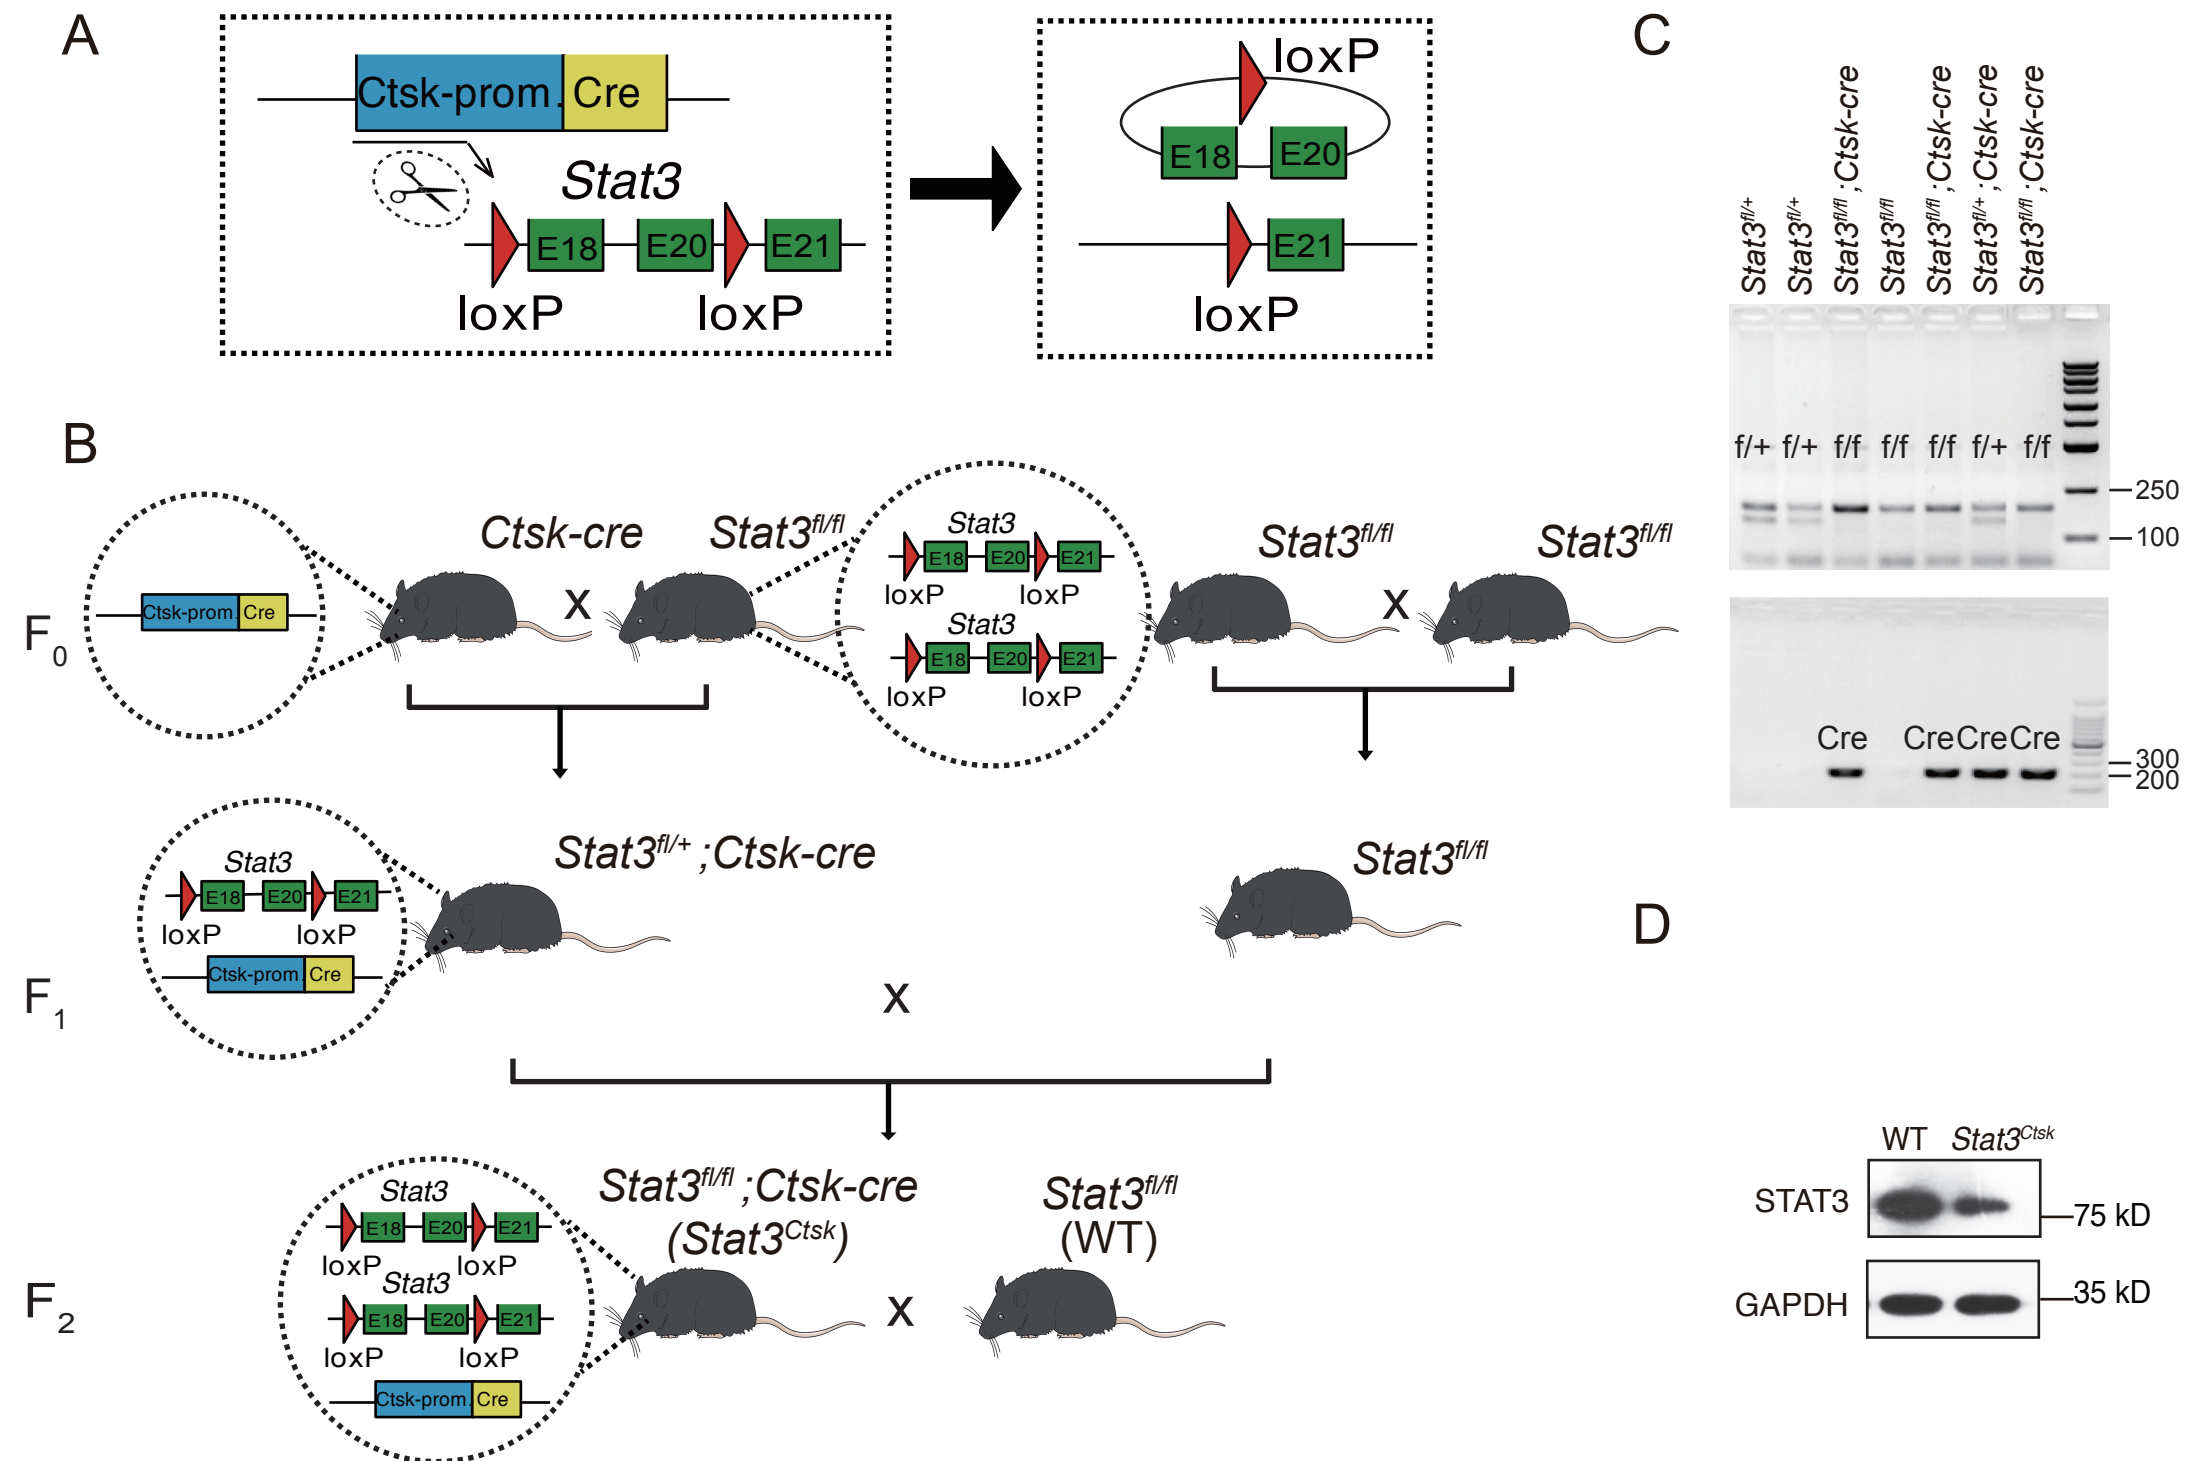 A
Ctsk-prom. Cre
Stat3
E18 E20 E21
loxP loxP
loxP
E18 E20
E21
loxP
B
F0
Ctsk-prom. Cre
Ctsk-cre x Stat3fl/fl
Stat3
E18 E20 E21
loxP loxP
Stat3
E18 E20 E21
loxP loxP
Stat3fl/fl x Stat3fl/fl
F1
Stat3
E18 E20 E21
loxP loxP
Ctsk-prom. Cre
Stat3fl/+ ;Ctsk-cre
x
Stat3fl/fl
F2
Stat3
E18 E20 E21
loxP loxP
Stat3
E18 E20 E21
loxP loxP
Ctsk-prom. Cre
Stat3fl/fl ;Ctsk-cre
(Stat3Ctsk)
x
Stat3fl/fl
(WT)
C
Stat3fl/+
Stat3fl/+
Stat3fl/fl ;Ctsk-cre
Stat3fl/fl
Stat3fl/fl ;Ctsk-cre
Stat3fl/+ ;Ctsk-cre
Stat3fl/fl ;Ctsk-cre
f/+ f/+ f/f f/f f/f f/+ f/f
250
100
Cre Cre Cre Cre
300
200
D
WT Stat3Ctsk
STAT3
75 kD
GAPDH
35 kD